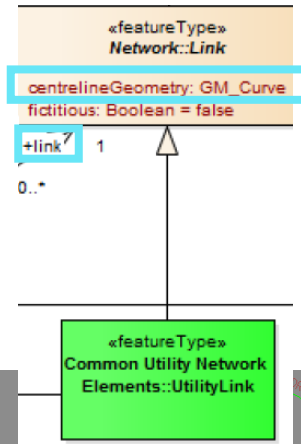 «featureType»
Network::Link
centrelineGeometry: GM_Curve
fictitious: Boolean = false
+link 1
0..*
«featureType»
Common Utility Network
Elements::UtilityLink